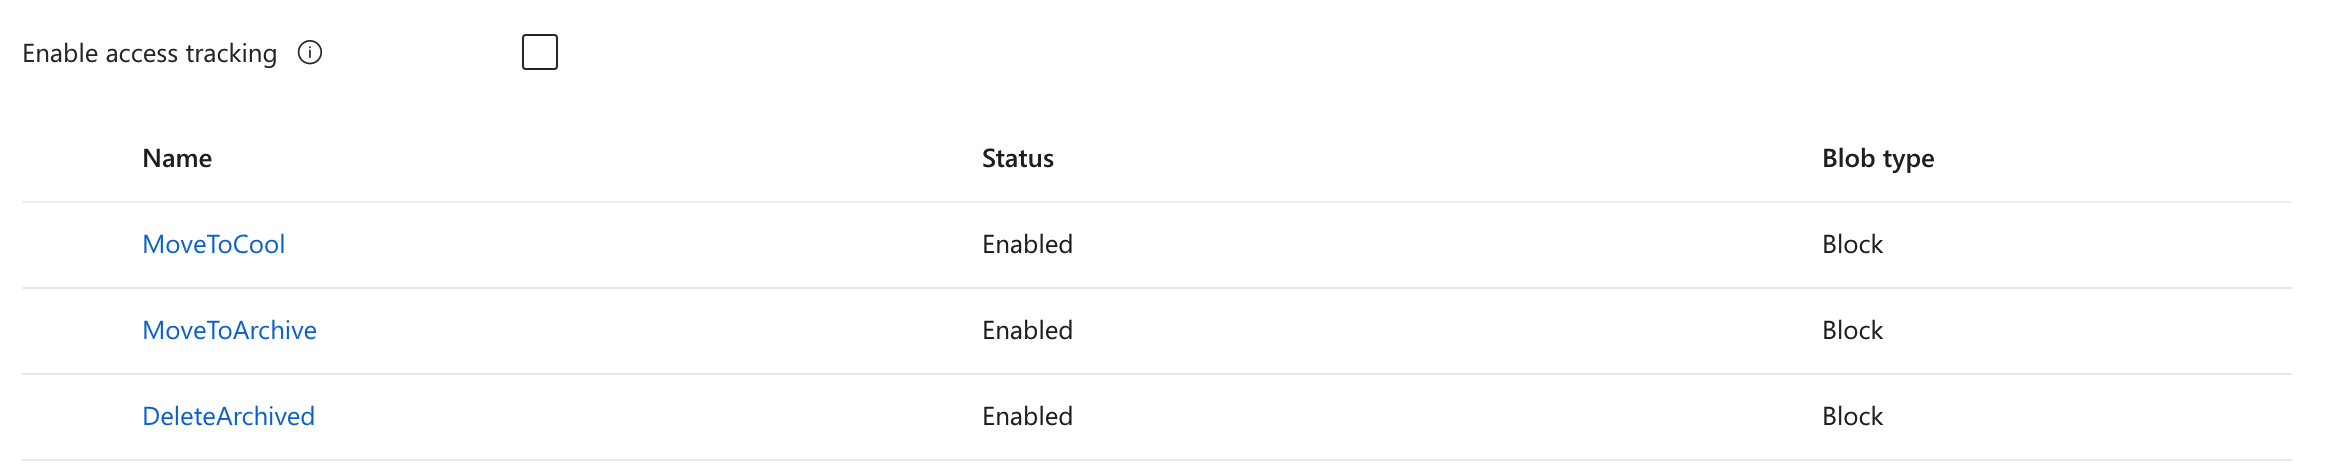 Enable access tracking
Name Status Blob type
MoveToCool Enabled Block
MoveToArchive Enabled Block
DeleteArchived Enabled Block